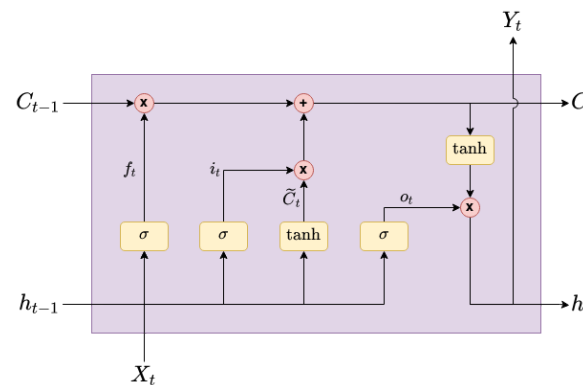 Y_t
C_{t-1}
x
+
C
tanh
f_t
i_t
x
C̃_t
o_t
x
σ
σ
tanh
σ
h_{t-1}
h
X_t